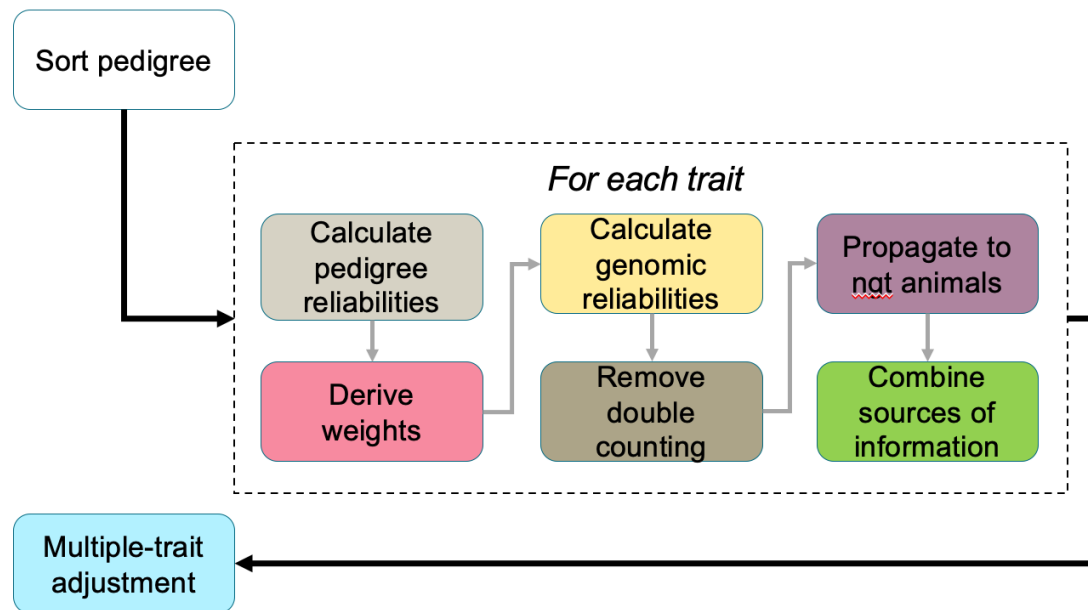 Sort pedigree
For each trait
Calculate
pedigree
reliabilities
Derive
weights
Calculate
genomic
reliabilities
Remove
double
counting
Propagate to
ngt animals
Combine
sources of
information
Multiple-trait
adjustment